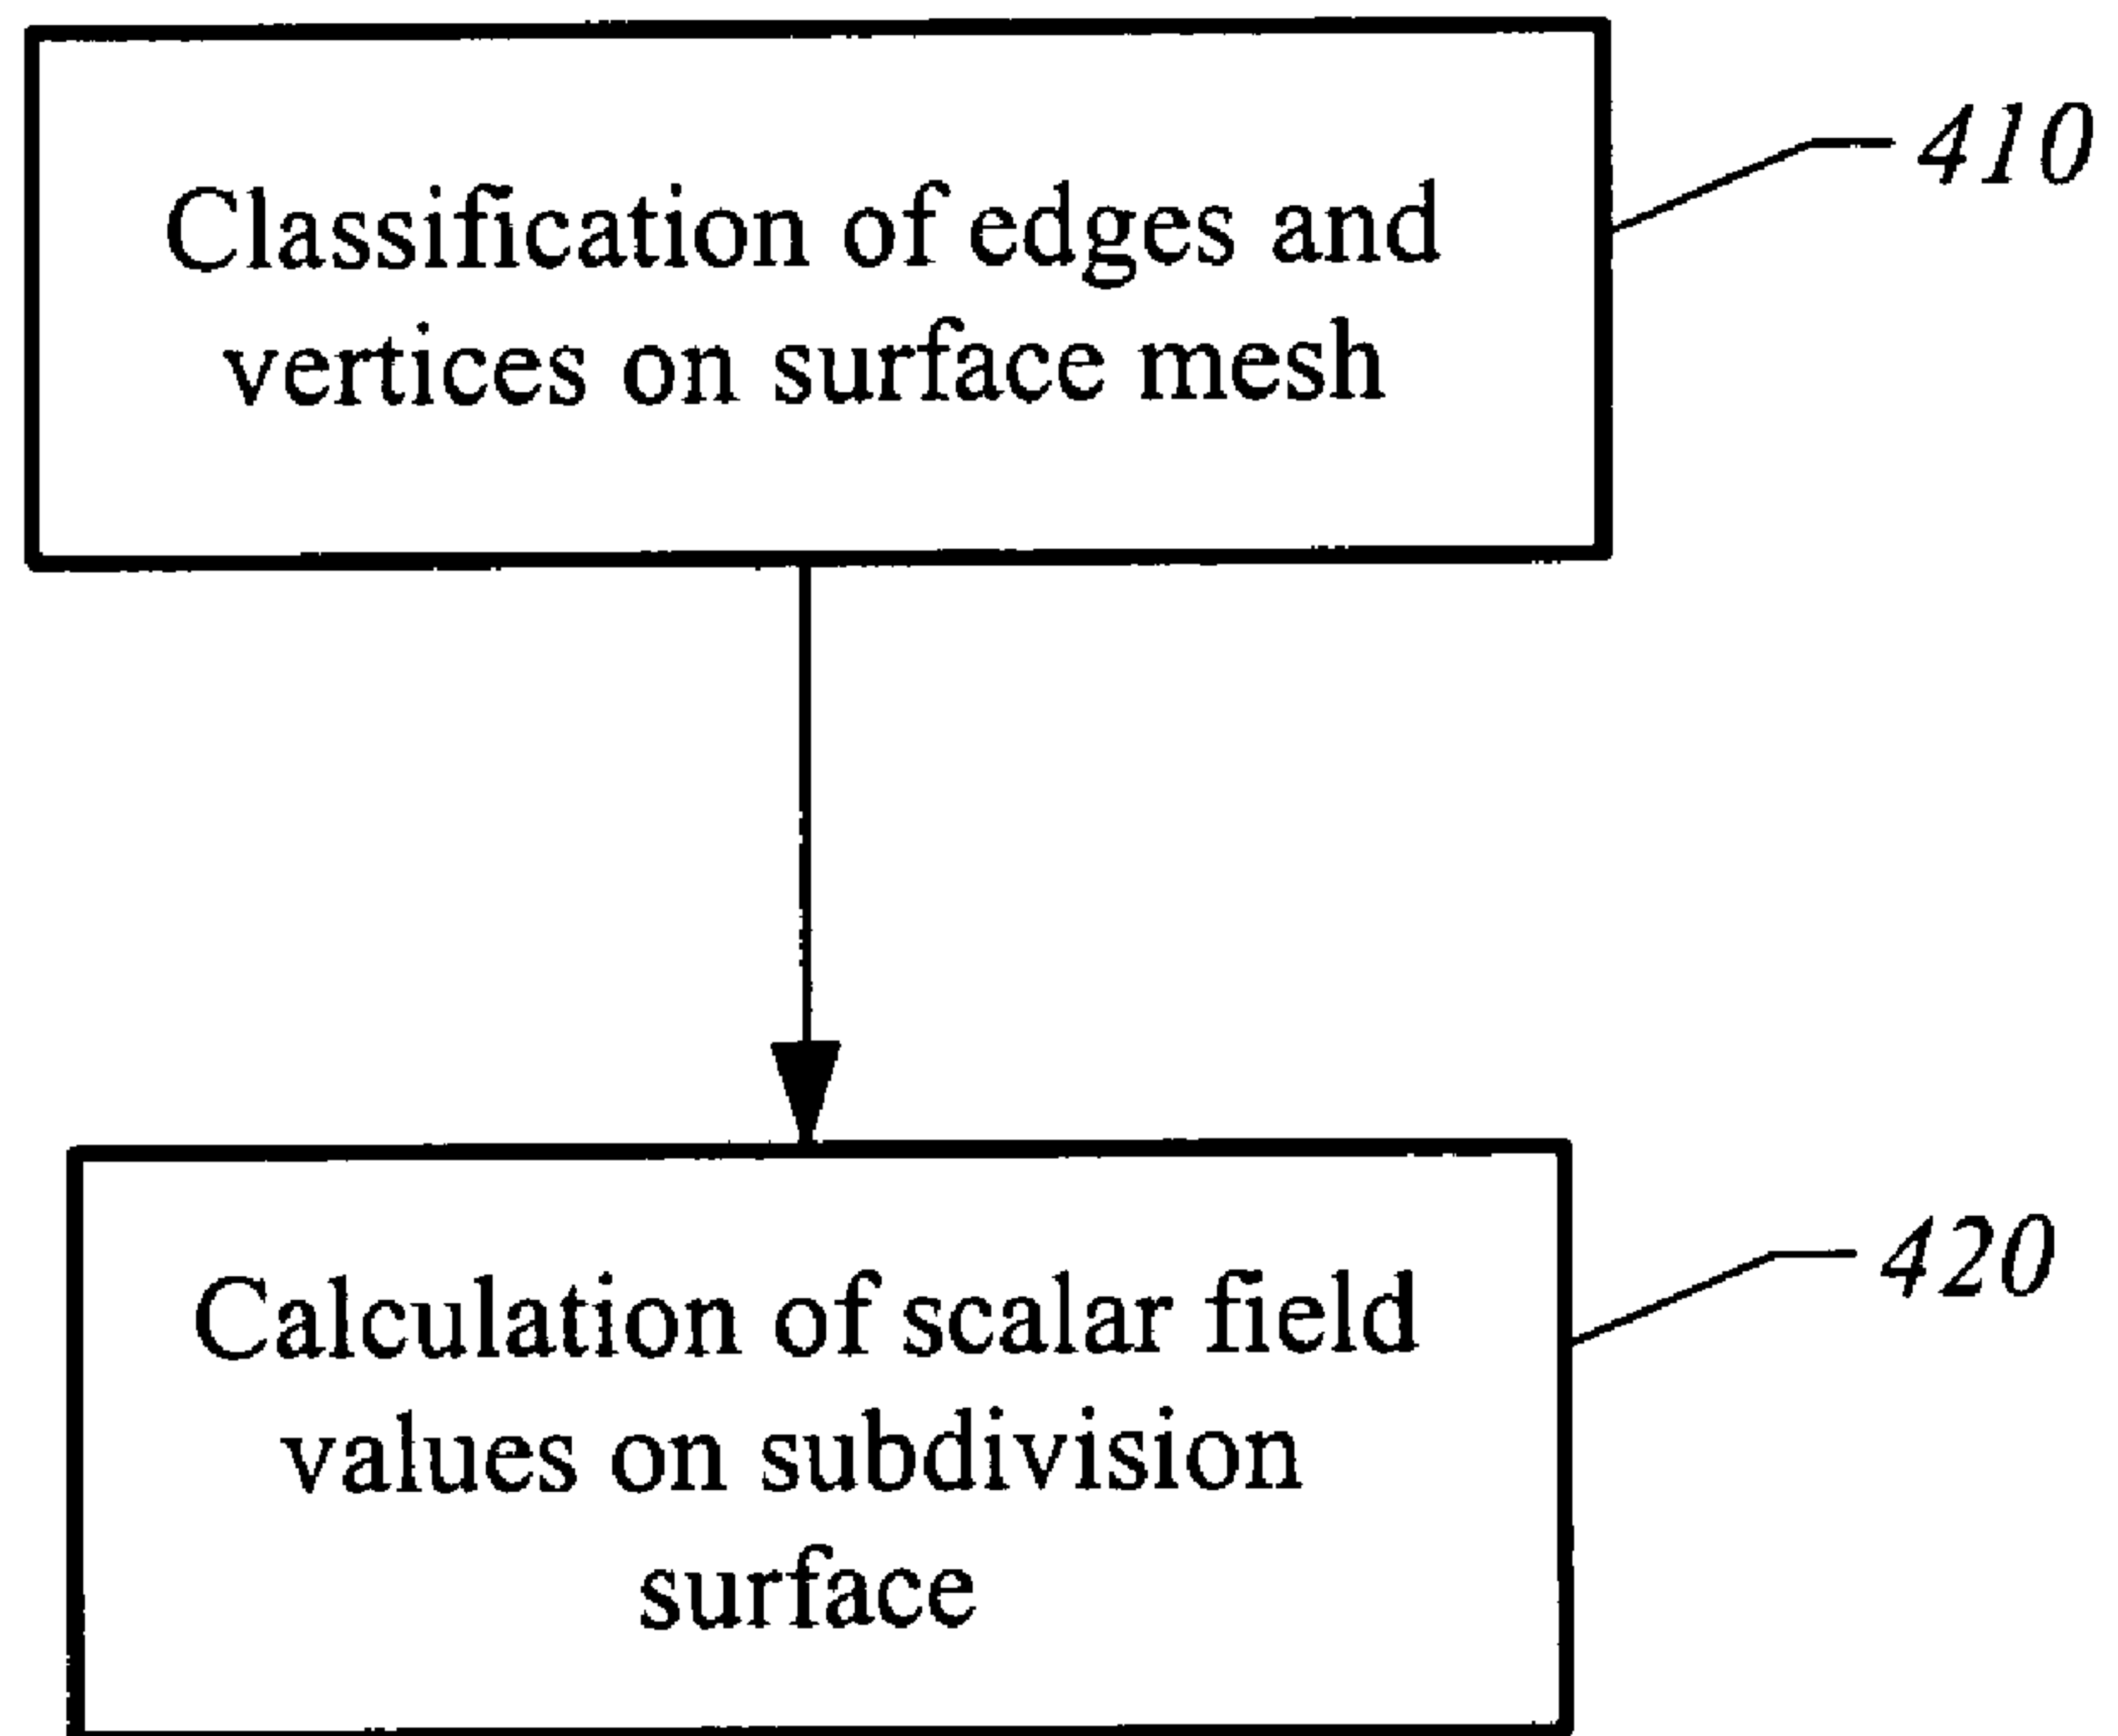 Classification of edges and
vertices on surface mesh
410
Calculation of scalar field
values on subdivision
surface
420